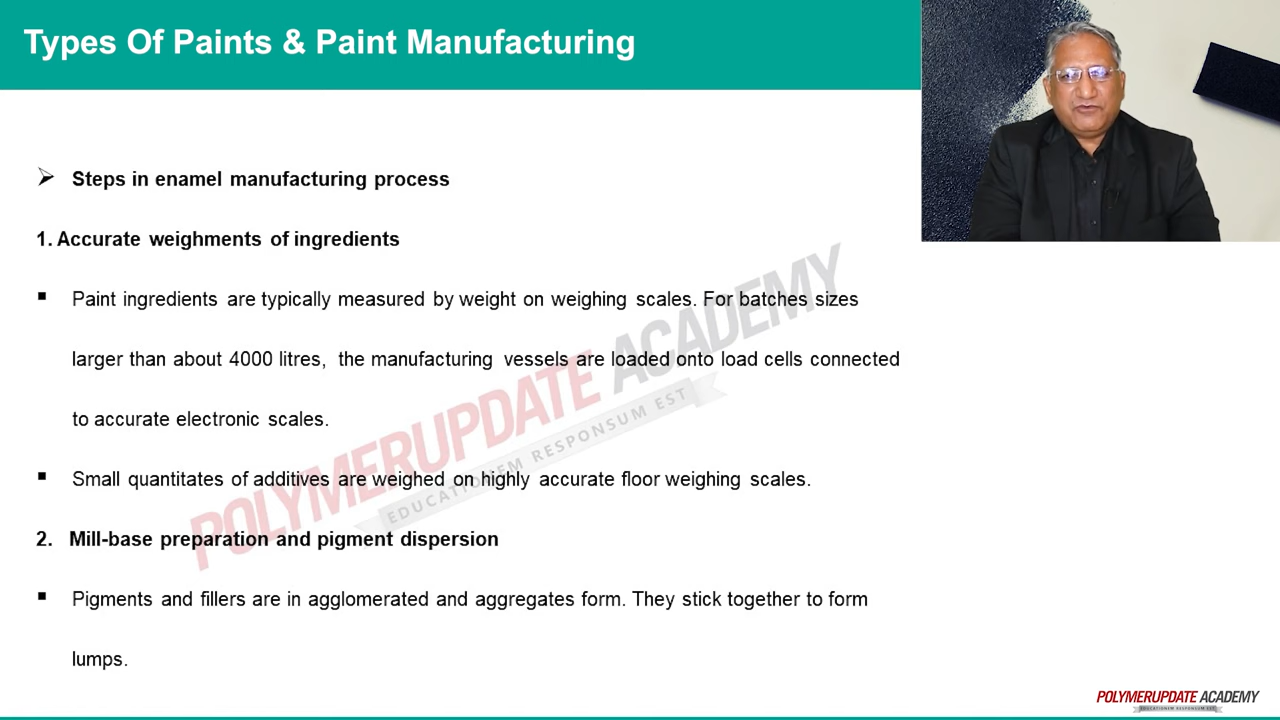 Types Of Paints & Paint Manufacturing
➢ Steps in enamel manufacturing process
1. Accurate weighments of ingredients
▪ Paint ingredients are typically measured by weight on weighing scales. For batches sizes
larger than about 4000 litres, the manufacturing vessels are loaded onto load cells connected
to accurate electronic scales.
▪ Small quantitates of additives are weighed on highly accurate floor weighing scales.
2. Mill-base preparation and pigment dispersion
▪ Pigments and fillers are in agglomerated and aggregates form. They stick together to form
lumps.
POLYMERUPDATE ACADEMY
EDUCATIONEM RESPONSUM EST
POLYMERUPDATE ACADEMY
EDUCATIONEM RESPONSUM EST